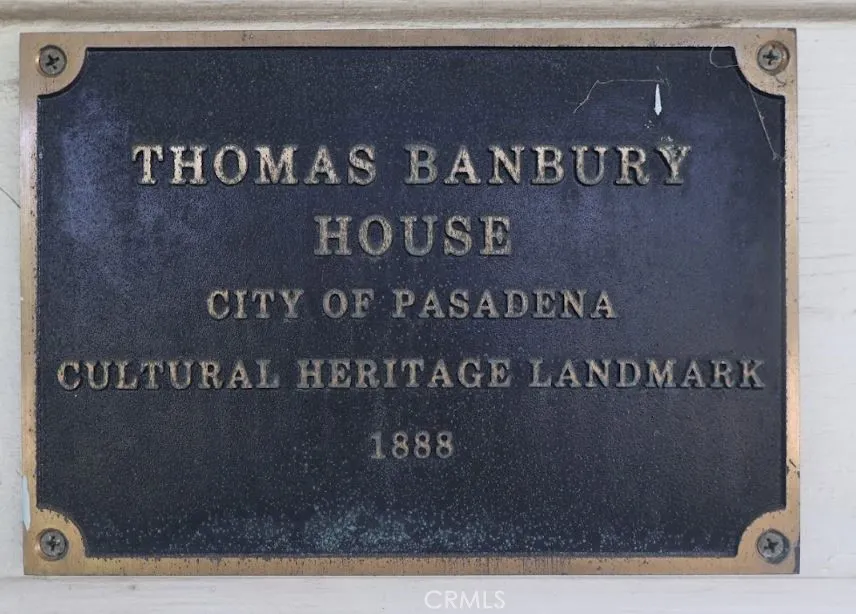 THOMAS BANBURY
HOUSE
CITY OF PASADENA
CULTURAL HERITAGE LANDMARK
1888
CRMLS